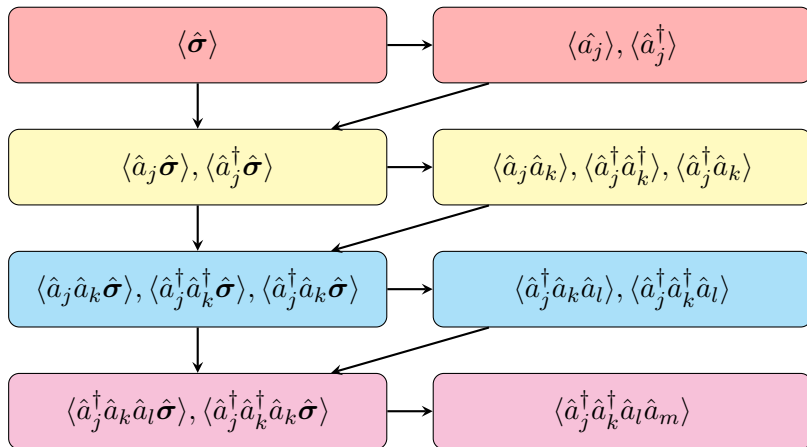 ⟨σ̂⟩ ⟨â_j⟩, ⟨â_j^†⟩
⟨â_j σ̂⟩, ⟨â_j^† σ̂⟩ ⟨â_j â_k⟩, ⟨â_j^† â_k^†⟩, ⟨â_j^† â_k⟩
⟨â_j â_k σ̂⟩, ⟨â_j^† â_k^† σ̂⟩, ⟨â_j^† â_k σ̂⟩ ⟨â_j^† â_k â_l⟩, ⟨â_j^† â_k^† â_l⟩
⟨â_j^† â_k â_l σ̂⟩, ⟨â_j^† â_k^† â_k σ̂⟩ ⟨â_j^† â_k^† â_l â_m⟩